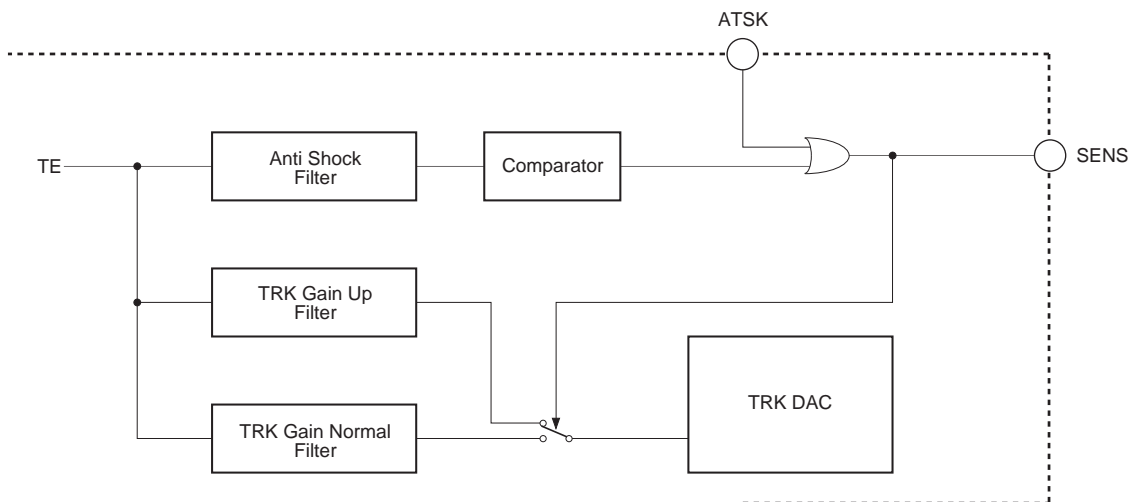 ATSK
TE
Anti Shock
Filter
Comparator
SENS
TRK Gain Up
Filter
TRK DAC
TRK Gain Normal
Filter